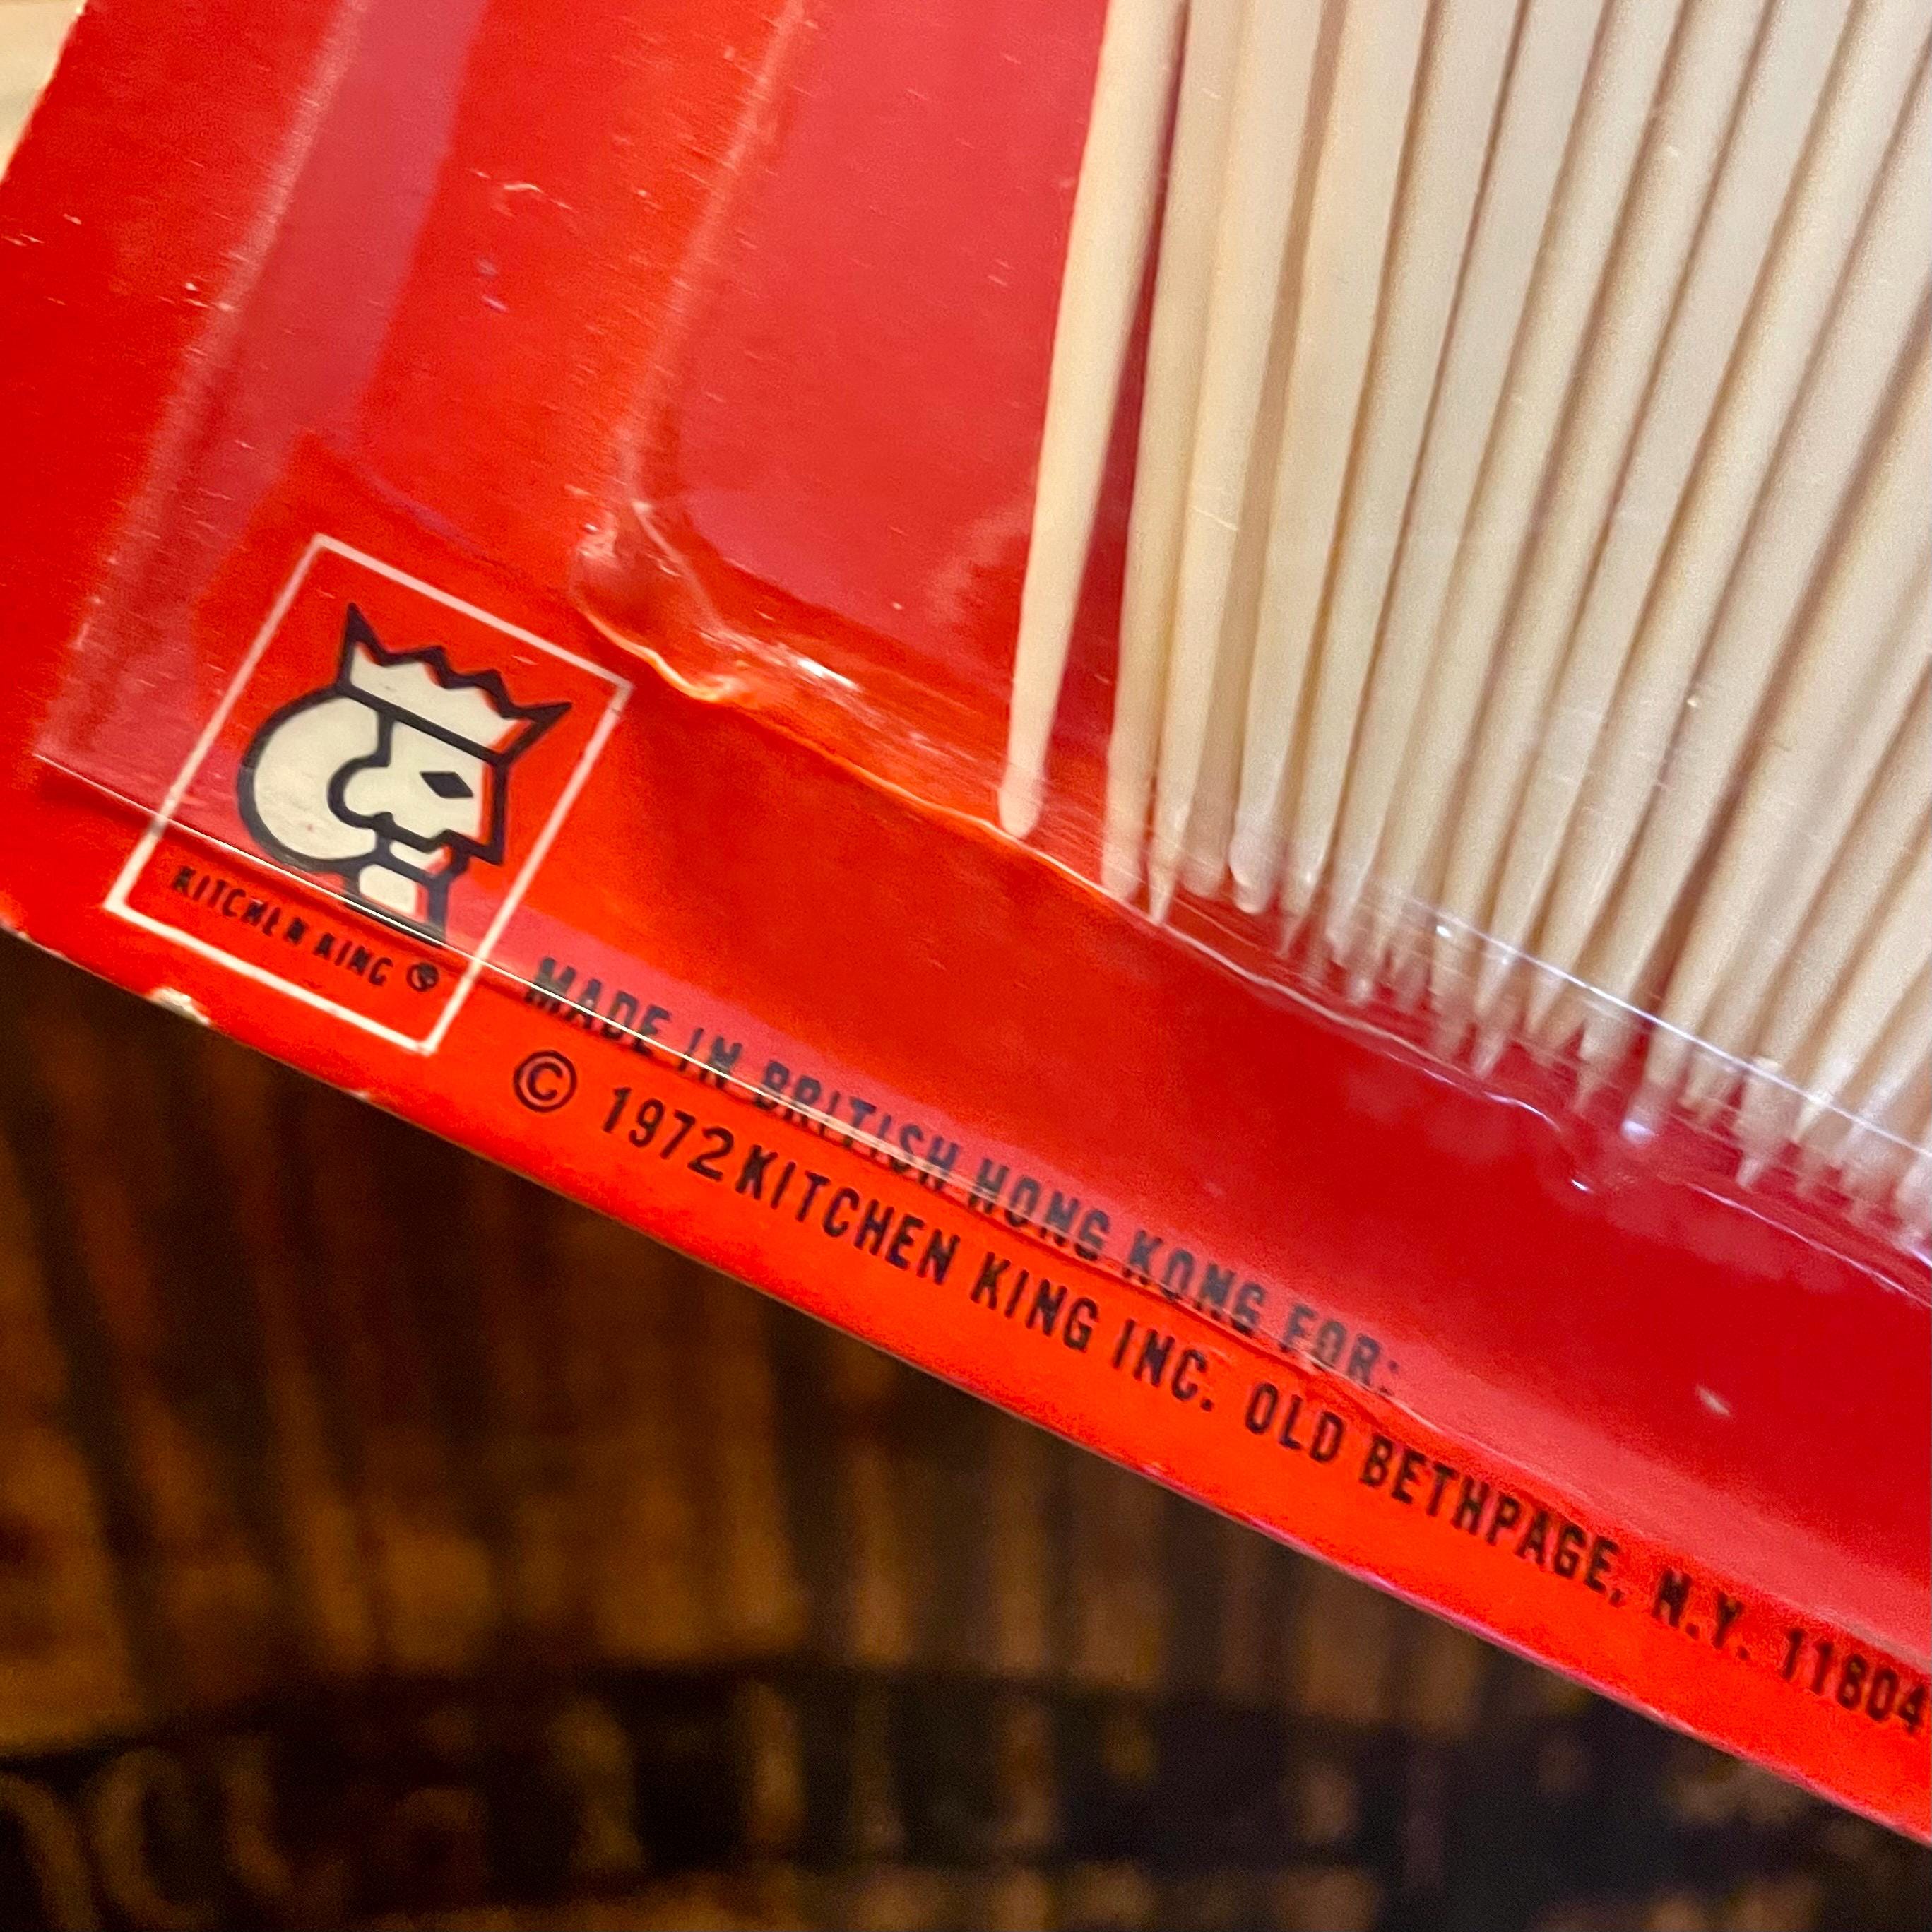 KITCHEN KING ®
MADE IN BRITISH HONG KONG FOR:
© 1972 KITCHEN KING INC. OLD BETHPAGE, N.Y. 11804